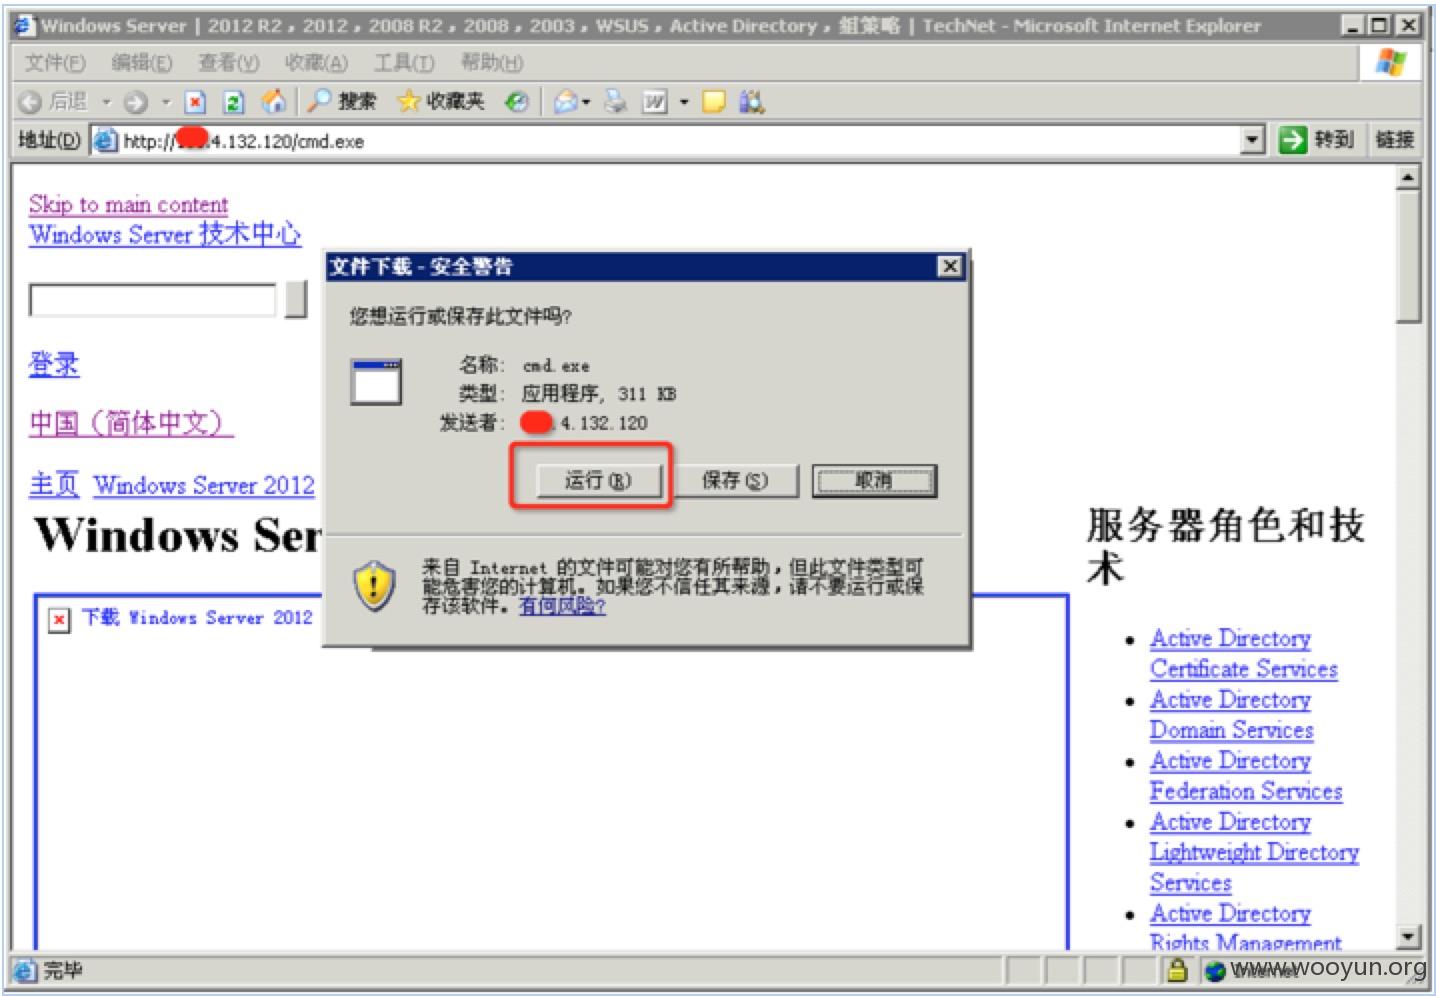 Windows Server | 2012 R2，2012，2008 R2，2008，2003，WSUS，Active Directory，组策略 | TechNet - Microsoft Internet Explorer
文件(F) 编辑(E) 查看(V) 收藏(A) 工具(T) 帮助(H)
后退 搜索 收藏夹
地址(D) http://.4.132.120/cmd.exe 转到 链接
Skip to main content
Windows Server 技术中心
登录
中国（简体中文）
主页 Windows Server 2012
Windows Ser
下载 Windows Server 2012
文件下载 - 安全警告
您想运行或保存此文件吗?
名称: cmd.exe
类型: 应用程序, 311 KB
发送者: .4.132.120
运行(R) 保存(S) 取消
来自 Internet 的文件可能对您有所帮助，但此文件类型可
能危害您的计算机。如果您不信任其来源，请不要运行或保
存该软件。有何风险?
服务器角色和技
术
Active Directory
Certificate Services
Active Directory
Domain Services
Active Directory
Federation Services
Active Directory
Lightweight Directory
Services
Active Directory
Rights Management
完毕
www.wooyun.org